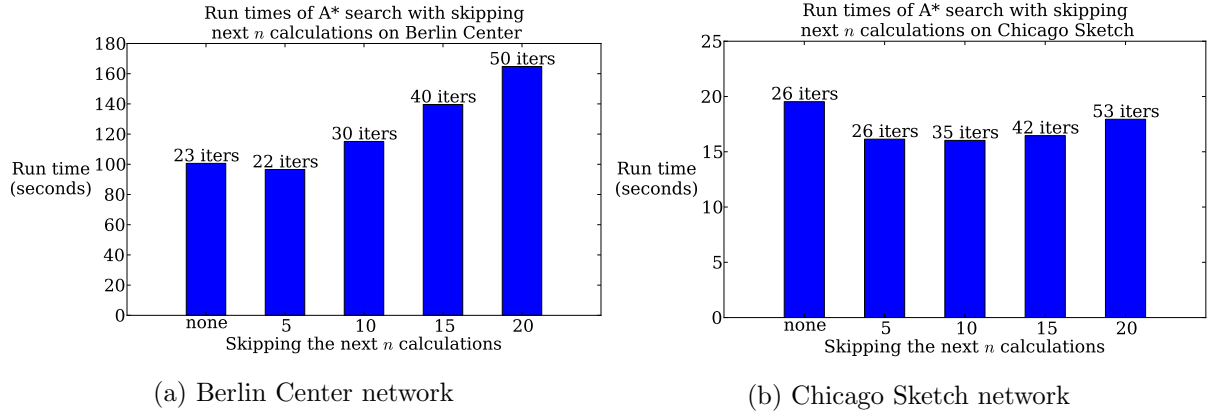 Run times of A* search with skipping
next n calculations on Berlin Center
180
160
140
120
100
80
60
40
20
0
Run time
(seconds)
23 iters
22 iters
30 iters
40 iters
50 iters
none
5
10
15
20
Skipping the next n calculations
(a) Berlin Center network
Run times of A* search with skipping
next n calculations on Chicago Sketch
25
20
15
10
5
0
Run time
(seconds)
26 iters
26 iters
35 iters
42 iters
53 iters
none
5
10
15
20
Skipping the next n calculations
(b) Chicago Sketch network